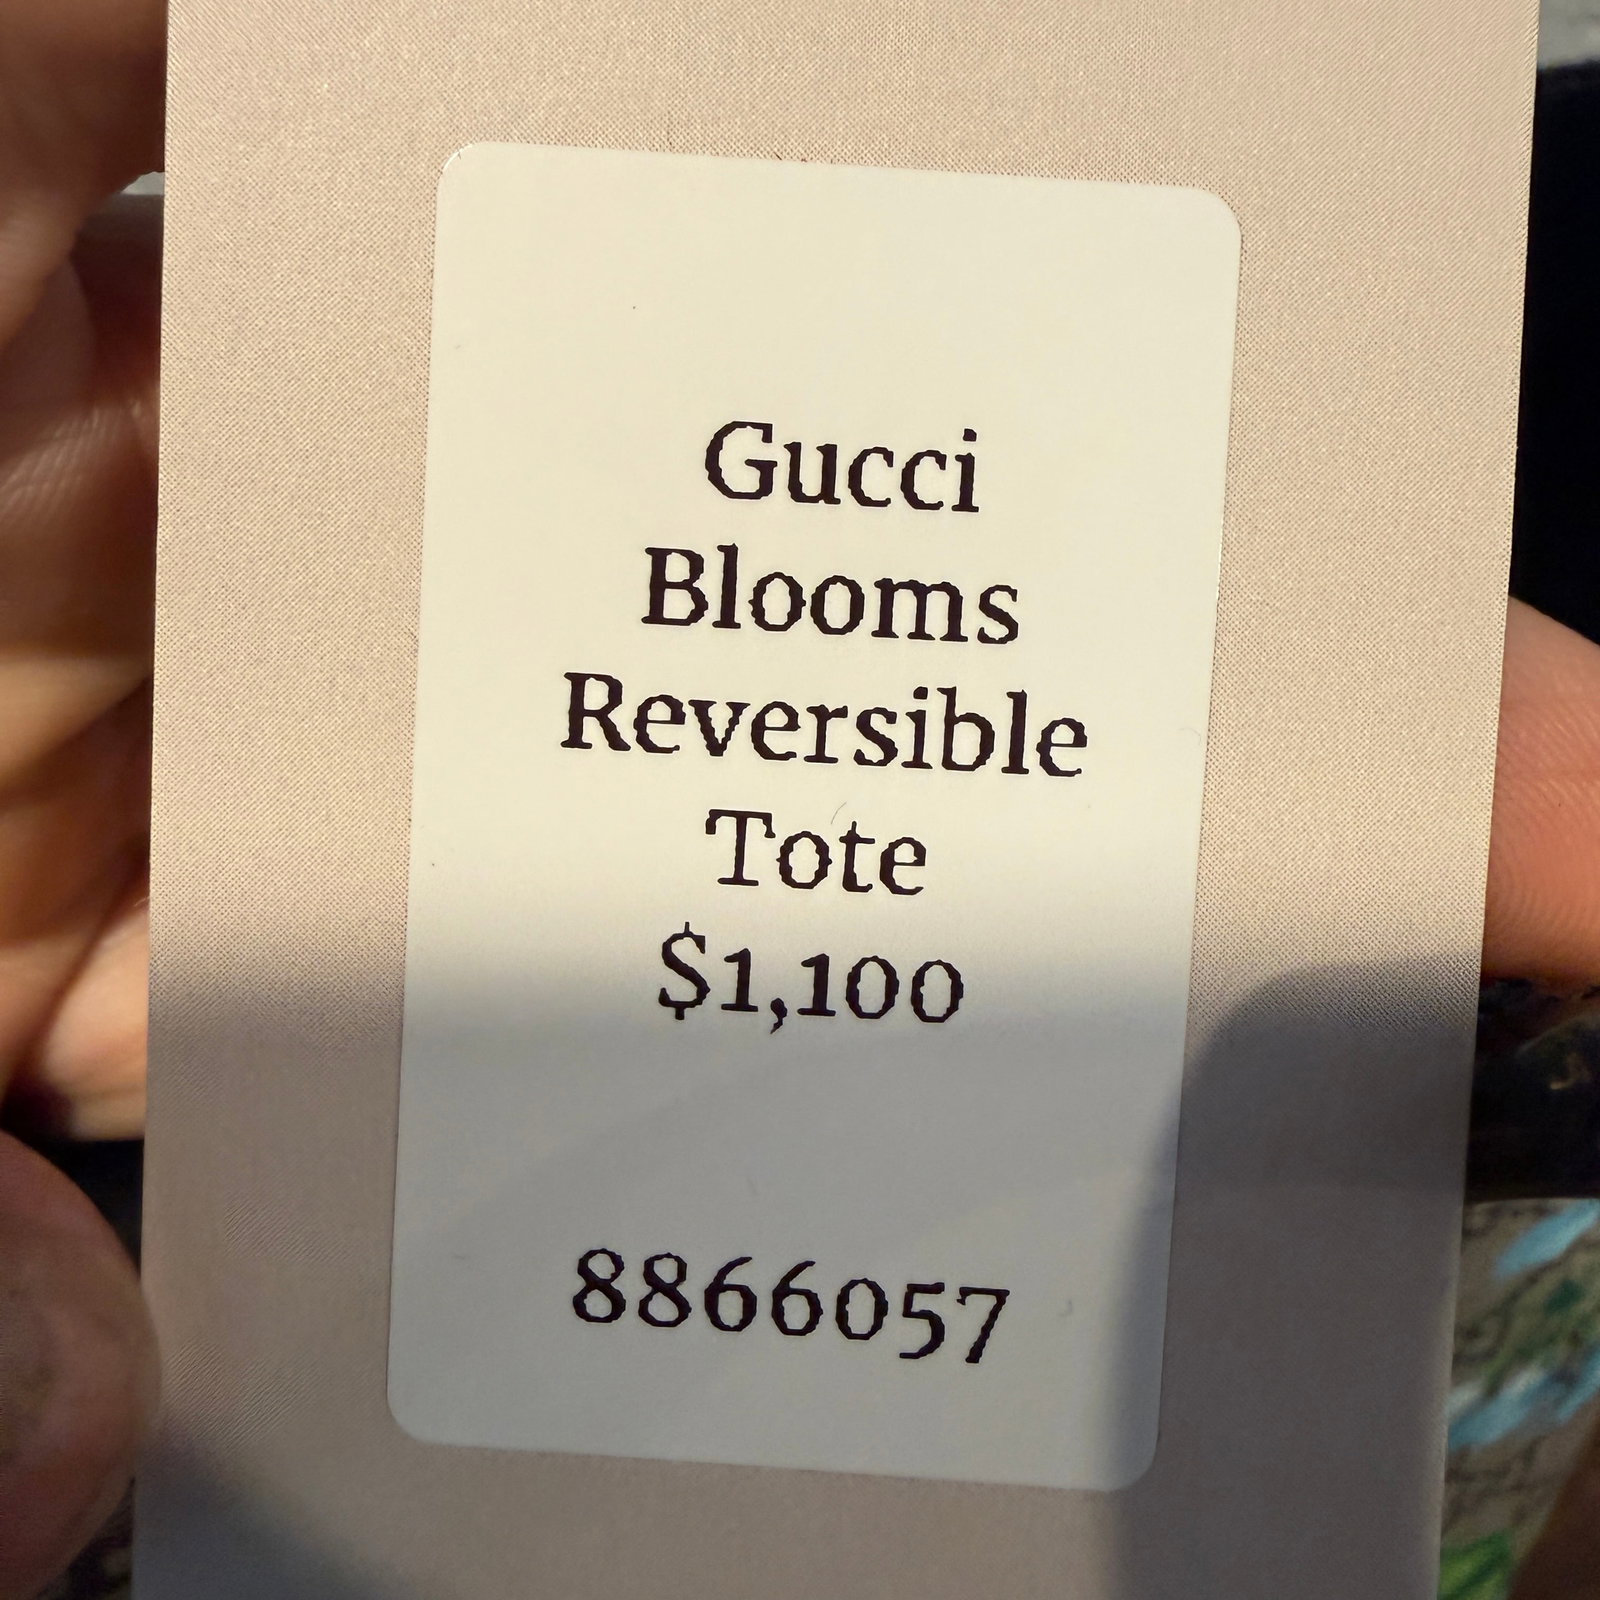 Gucci
Blooms
Reversible
Tote
$1,100
8866057